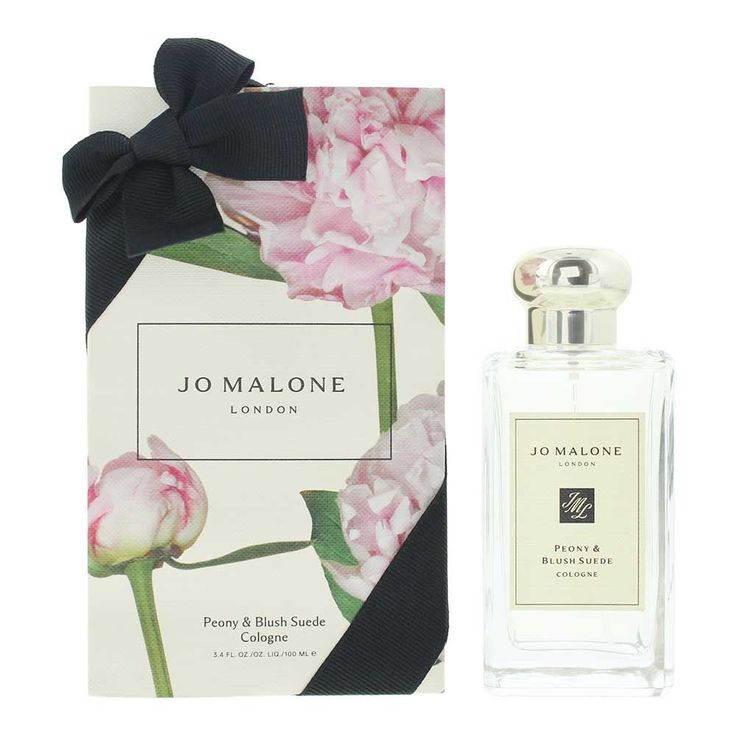 JO MALONE
LONDON
Peony & Blush Suede
Cologne
3.4 FL. OZ./OZ. LIQ./100 ML ℮
JO MALONE
LONDON
JML
PEONY &
BLUSH SUEDE
COLOGNE